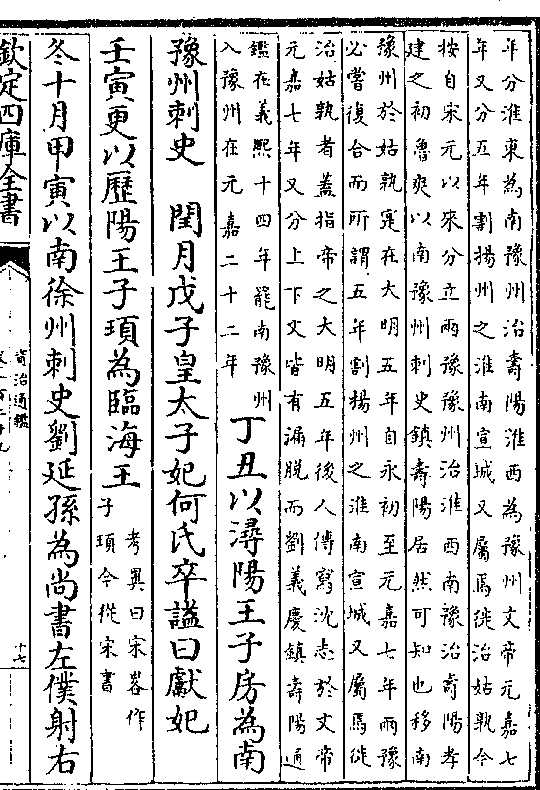 年分淮東為南豫州治壽陽淮西為豫州文帝元嘉七
年又分五年割揚州之淮南宣城又屬焉徙治姑孰今
按自宋元以來分立兩豫豫州治淮西南豫治壽陽孝
建之初魯爽以南豫州刺史鎮壽陽居然可知也移南
豫州於姑孰寔在大明五年自永初至元嘉七年兩豫
必嘗復合而所謂五年割揚州之淮南宣城又屬焉徙
治姑孰者蓋指帝之大明五年後人傳寫沈志於文帝
元嘉七年又分上下文皆有漏脫而劉義慶鎮壽陽通
鑑在義熙十四年罷南豫州
入豫州在元嘉二十二年
丁丑以潯陽王子房為南
豫州刺史 閏月戊子皇太子妃何氏卒謚曰獻妃
壬寅更以歷陽王子頊為臨海王
考異曰宋畧作
子頊今從宋書
冬十月甲寅以南徐州刺史劉延孫為尚書左僕射右
欽定四庫全書
資治通鑑
十七